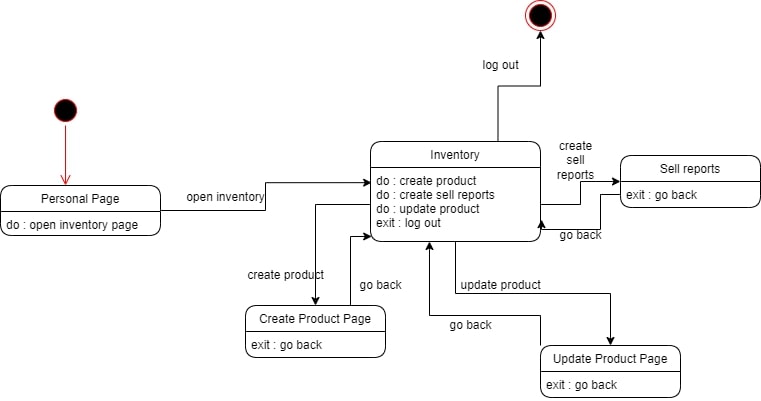 log out
Inventory
do : create product
do : create sell reports
do : update product
exit : log out
create
sell
reports
Sell reports
exit : go back
go back
Personal Page
do : open inventory page
open inventory
create product
go back
update product
go back
Create Product Page
exit : go back
Update Product Page
exit : go back